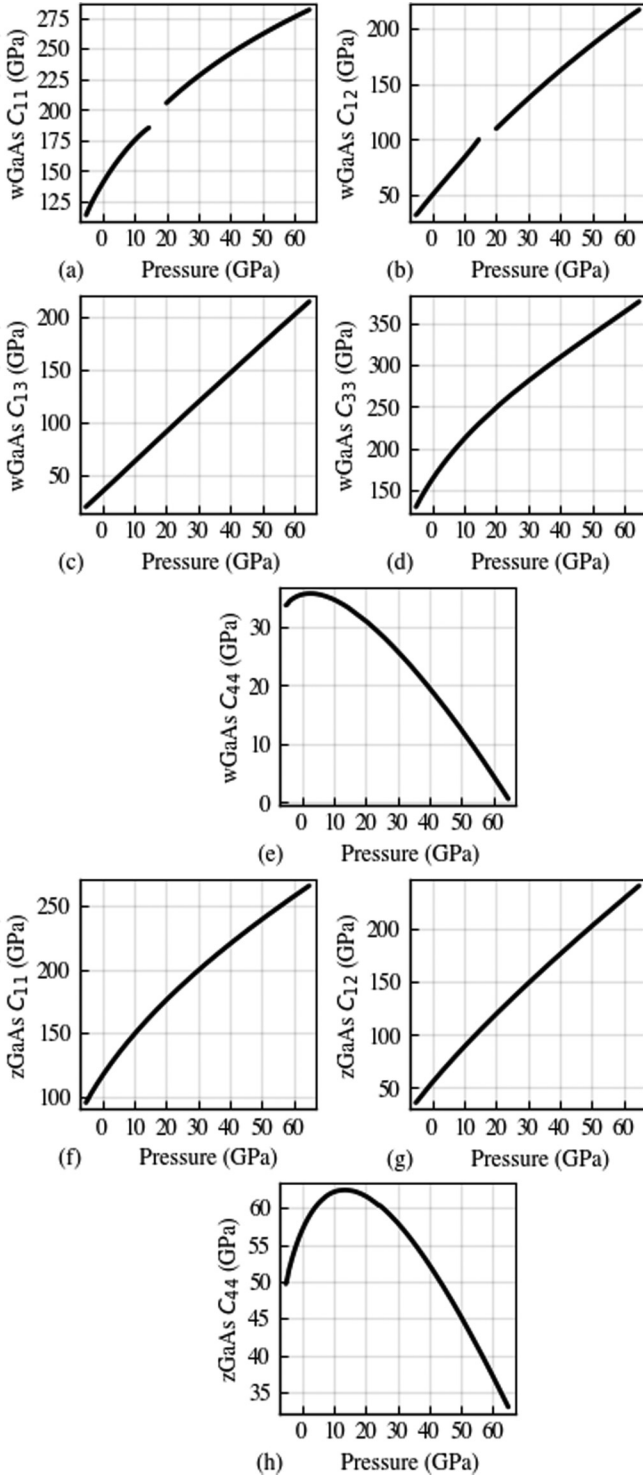 275
250
225
200
175
150
125
wGaAs C11 (GPa)
0 10 20 30 40 50 60
(a) Pressure (GPa)
200
150
100
50
wGaAs C12 (GPa)
0 10 20 30 40 50 60
(b) Pressure (GPa)
200
150
100
50
wGaAs C13 (GPa)
0 10 20 30 40 50 60
(c) Pressure (GPa)
350
300
250
200
150
wGaAs C33 (GPa)
0 10 20 30 40 50 60
(d) Pressure (GPa)
30
20
10
0
wGaAs C44 (GPa)
0 10 20 30 40 50 60
(e) Pressure (GPa)
250
200
150
100
zGaAs C11 (GPa)
0 10 20 30 40 50 60
(f) Pressure (GPa)
200
150
100
50
zGaAs C12 (GPa)
0 10 20 30 40 50 60
(g) Pressure (GPa)
60
55
50
45
40
35
zGaAs C44 (GPa)
0 10 20 30 40 50 60
(h) Pressure (GPa)